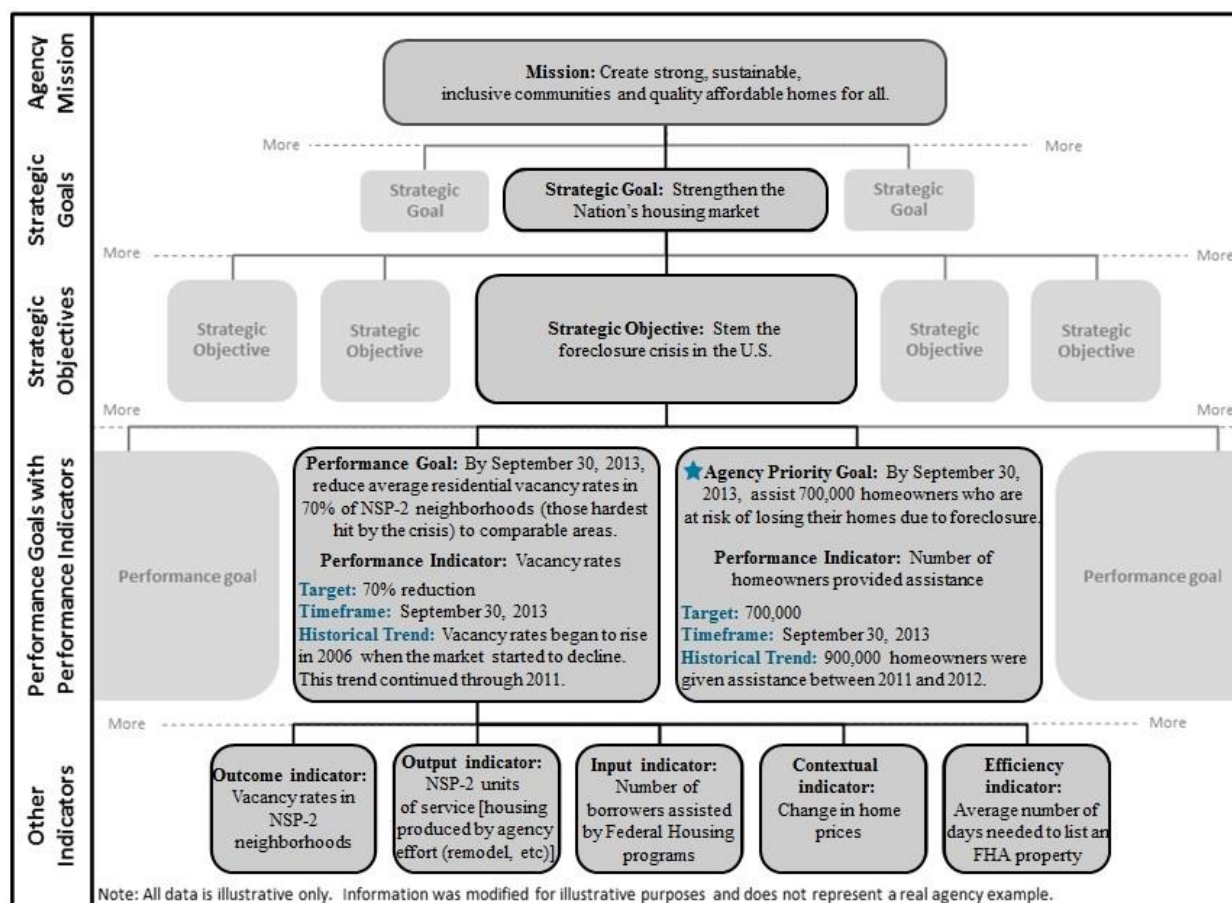 Agency
Mission
Mission: Create strong, sustainable,
inclusive communities and quality affordable homes for all.
More
More
Strategic
Goals
Strategic
Goal
Strategic Goal: Strengthen the
Nation's housing market
Strategic
Goal
More
More
Strategic
Objectives
Strategic
Objective
Strategic
Objective
Strategic Objective: Stem the
foreclosure crisis in the U.S.
Strategic
Objective
Strategic
Objective
More
More
Performance Goals with
Performance Indicators
Performance goal
Performance Goal: By September 30, 2013,
reduce average residential vacancy rates in
70% of NSP-2 neighborhoods (those hardest
hit by the crisis) to comparable areas.
Performance Indicator: Vacancy rates
Target: 70% reduction
Timeframe: September 30, 2013
Historical Trend: Vacancy rates began to rise
in 2006 when the market started to decline.
This trend continued through 2011.
Agency Priority Goal: By September 30,
2013, assist 700,000 homeowners who are
at risk of losing their homes due to foreclosure.
Performance Indicator: Number of
homeowners provided assistance
Target: 700,000
Timeframe: September 30, 2013
Historical Trend: 900,000 homeowners were
given assistance between 2011 and 2012.
Performance goal
More
More
Other
Indicators
Outcome indicator:
Vacancy rates in
NSP-2
neighborhoods
Output indicator:
NSP-2 units
of service [housing
produced by agency
effort (remodel, etc)]
Input indicator:
Number of
borrowers assisted
by Federal Housing
programs
Contextual
indicator:
Change in home
prices
Efficiency
indicator:
Average number of
days needed to list an
FHA property
Note: All data is illustrative only. Information was modified for illustrative purposes and does not represent a real agency example.